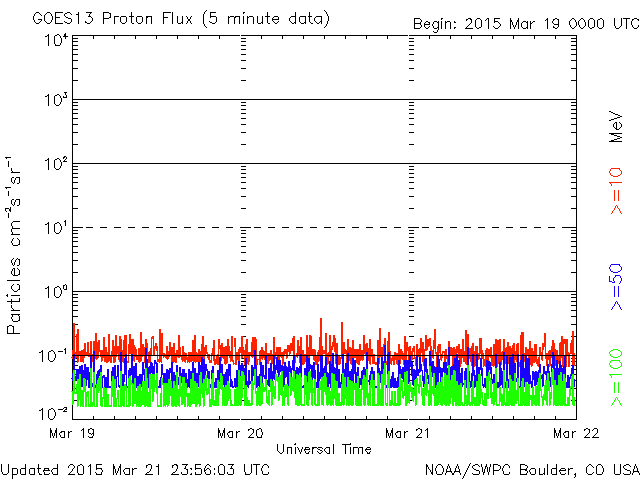 GOES13 Proton Flux (5 minute data)
Begin: 2015 Mar 19 0000 UTC
10⁴
10³
10²
10¹
10⁰
10⁻¹
10⁻²
Particles cm⁻²s⁻¹sr⁻¹
MeV
>=10
>=50
>=100
Mar 19
Mar 20
Mar 21
Mar 22
Universal Time
Updated 2015 Mar 21 23:56:03 UTC
NOAA/SWPC Boulder, CO USA